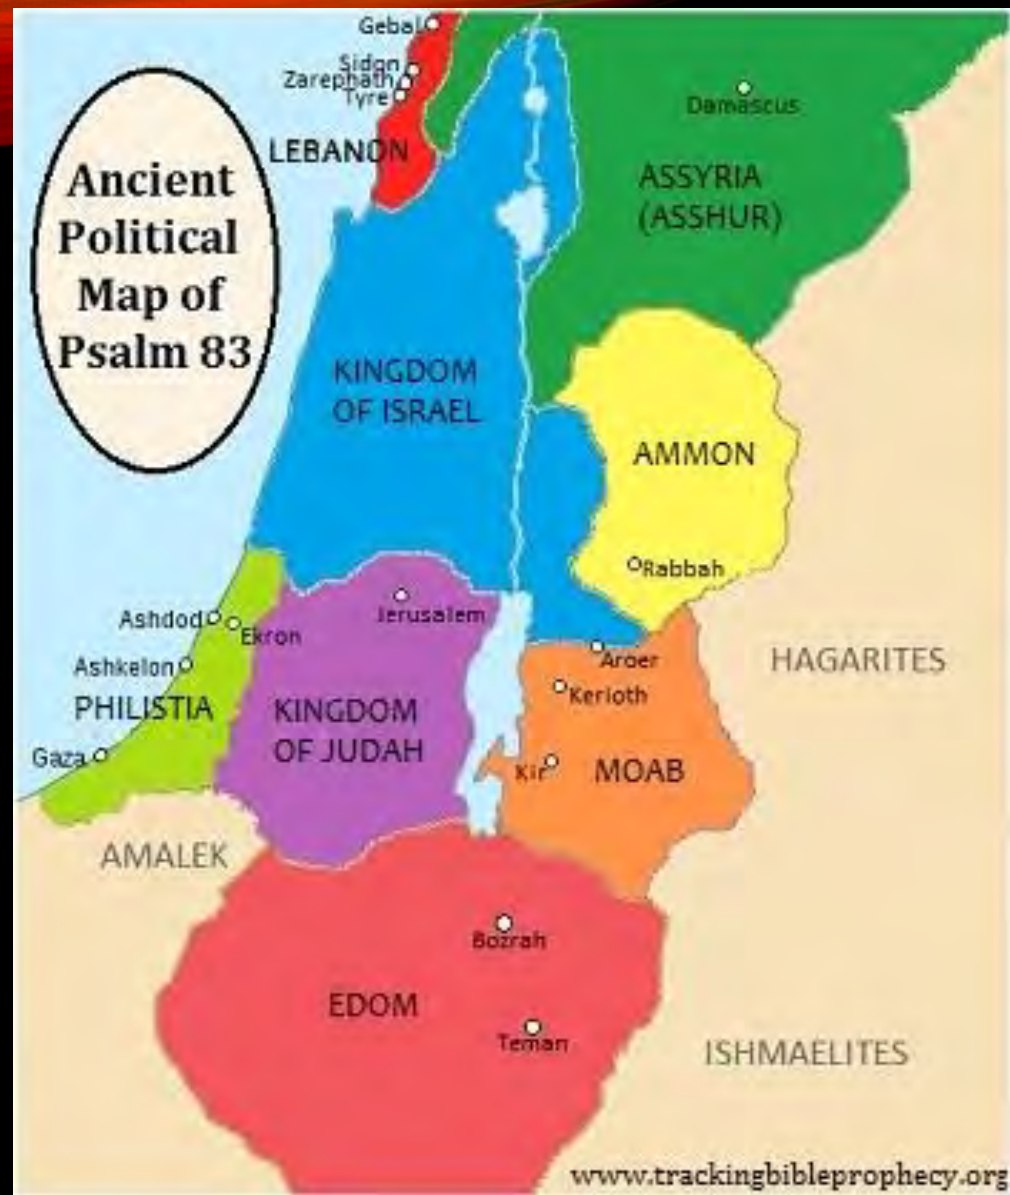 Gebal
Sidon
Zarephath
Tyre
LEBANON
Damascus
Ancient
Political
Map of
Psalm 83
ASSYRIA
(ASSHUR)
KINGDOM
OF ISRAEL
AMMON
Rabbah
Ashdod
Ekron
Jerusalem
Ashkelon
Aroer
HAGARITES
Kerioth
PHILISTIA
KINGDOM
OF JUDAH
Gaza
Kir
MOAB
AMALEK
Bozrah
EDOM
Teman
ISHMAELITES
www.trackingbibleprophecy.org